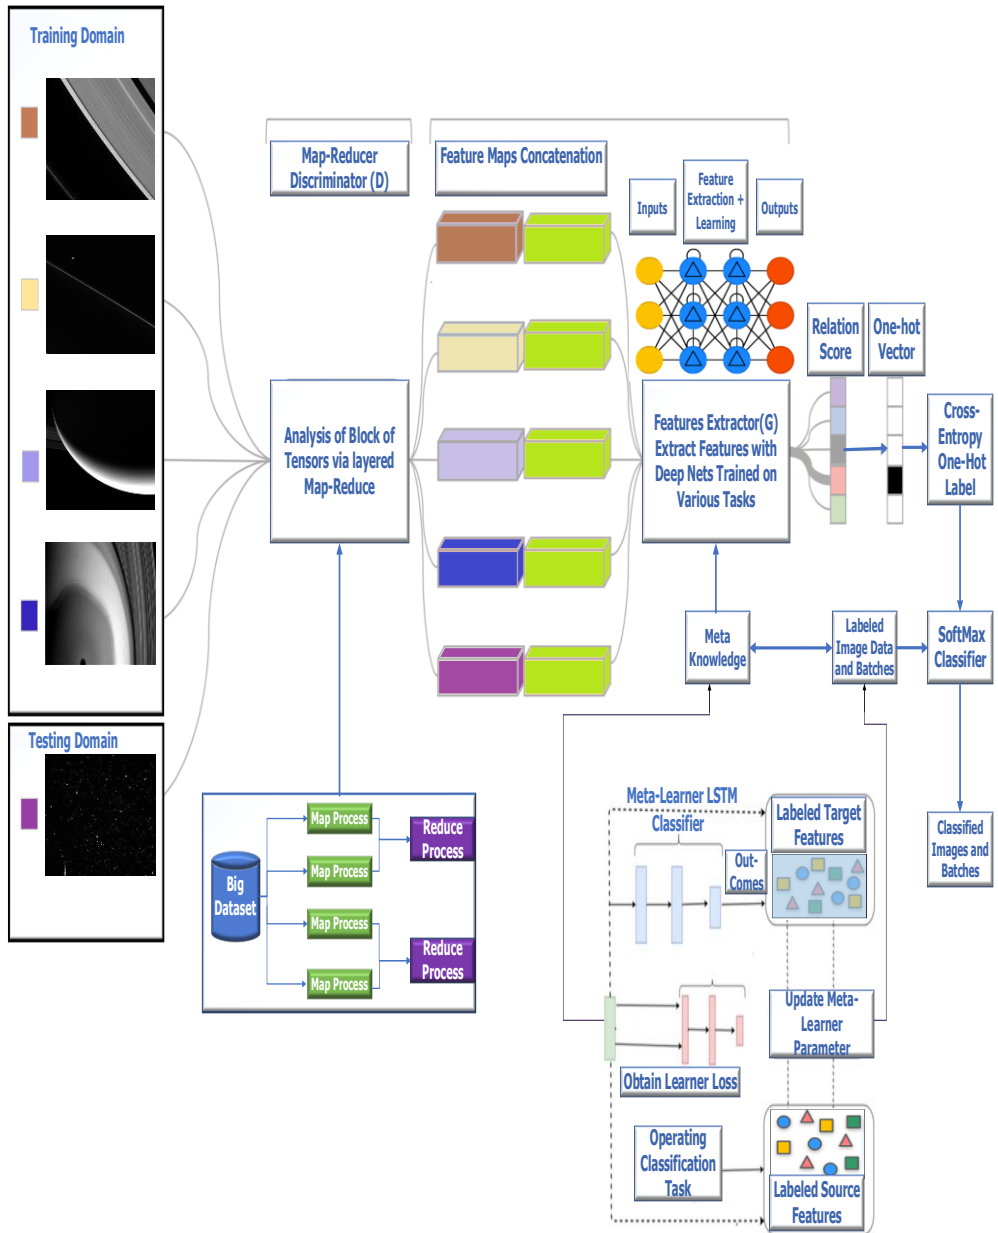 Training Domain
Map-Reducer
Discriminator (D)
Feature Maps Concatenation
Inputs
Feature
Extraction +
Learning
Outputs
Relation
Score
One-hot
Vector
Analysis of Block of
Tensors via layered
Map-Reduce
Features Extractor(G)
Extract Features with
Deep Nets Trained on
Various Tasks
Cross-
Entropy
One-Hot
Label
Meta
Knowledge
Labeled
Image Data
and Batches
SoftMax
Classifier
Testing Domain
Big
Dataset
Map Process
Map Process
Map Process
Map Process
Reduce
Process
Reduce
Process
Meta-Learner LSTM
Classifier
Out-
Comes
Labeled Target
Features
Classified
Images and
Batches
Update Meta-
Learner
Parameter
Obtain Learner Loss
Operating
Classification
Task
Labeled Source
Features